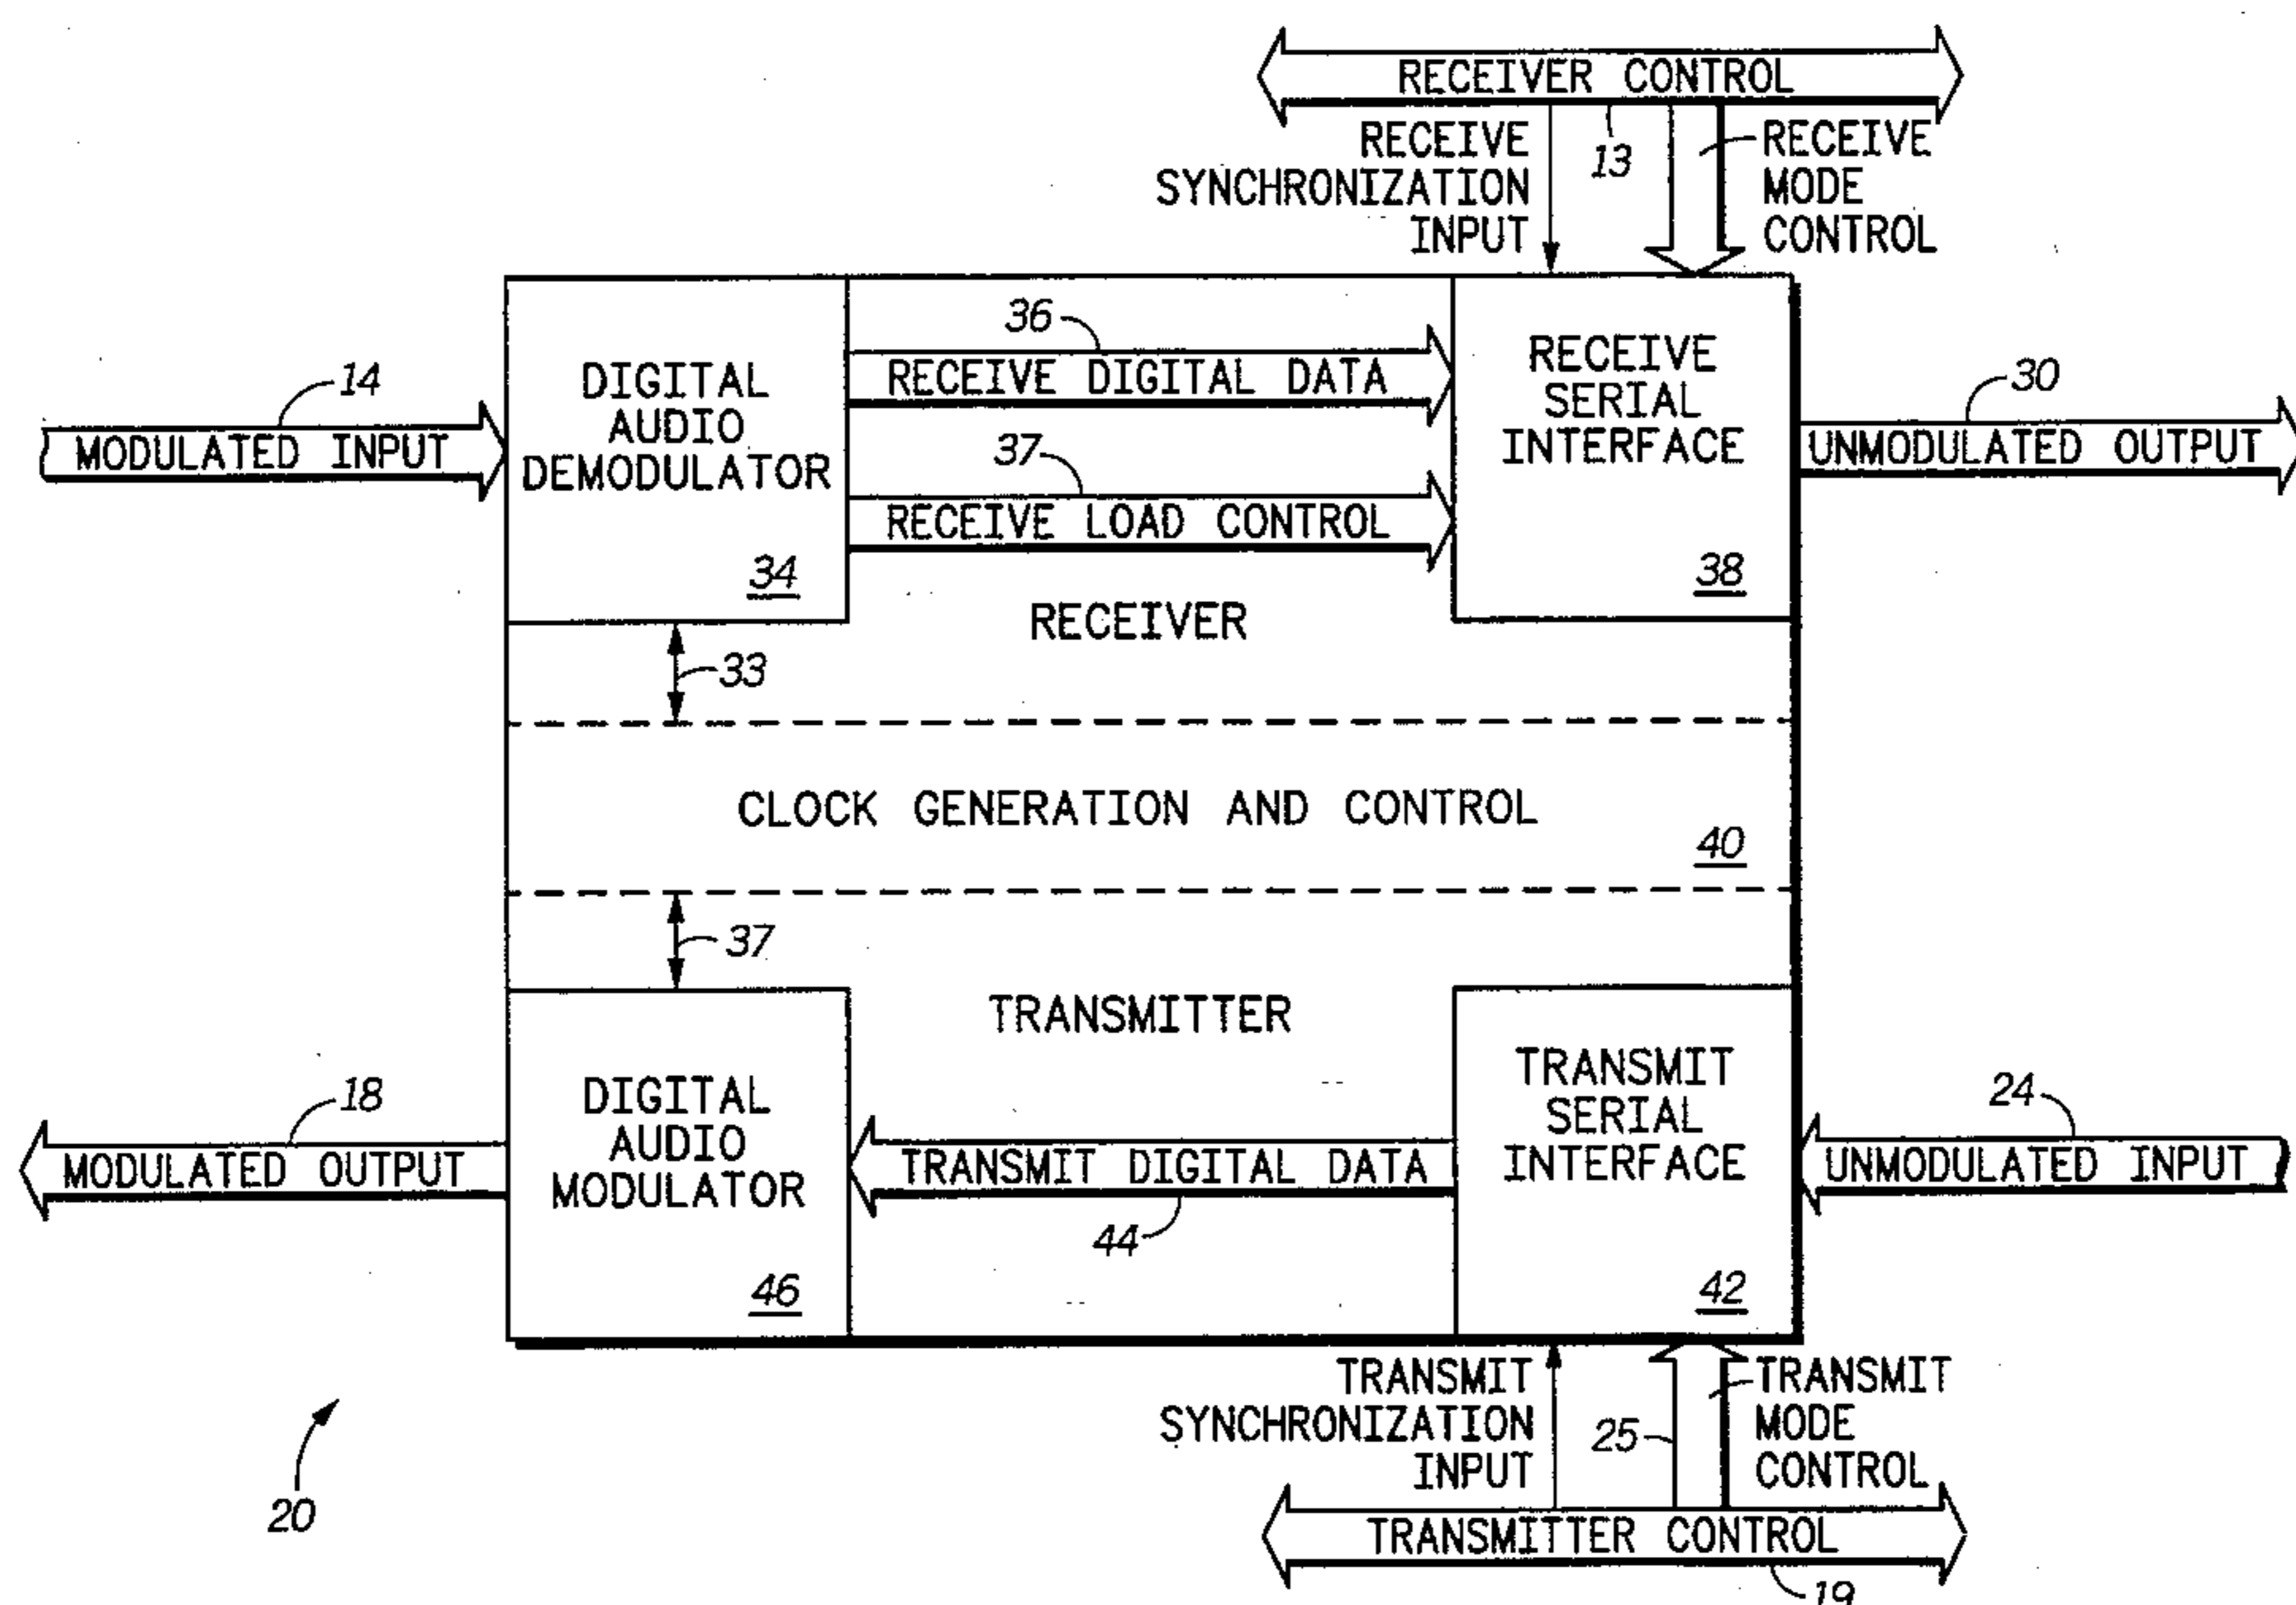 RECEIVER CONTROL
RECEIVE
SYNCHRONIZATION
INPUT
13
RECEIVE
MODE
CONTROL
14
MODULATED INPUT
DIGITAL
AUDIO
DEMODULATOR
34
36
RECEIVE DIGITAL DATA
37
RECEIVE LOAD CONTROL
RECEIVE
SERIAL
INTERFACE
38
30
UNMODULATED OUTPUT
RECEIVER
33
CLOCK GENERATION AND CONTROL
40
37
TRANSMITTER
18
MODULATED OUTPUT
DIGITAL
AUDIO
MODULATOR
46
TRANSMIT DIGITAL DATA
44
TRANSMIT
SERIAL
INTERFACE
42
24
UNMODULATED INPUT
TRANSMIT
SYNCHRONIZATION
INPUT
25
TRANSMIT
MODE
CONTROL
20
TRANSMITTER CONTROL
19